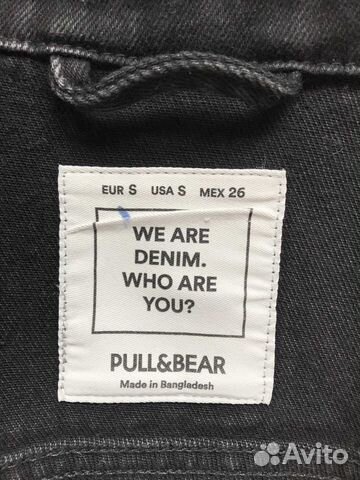 EUR S USA S MEX 26
WE ARE
DENIM.
WHO ARE
YOU?
PULL&BEAR
Made in Bangladesh
Avito